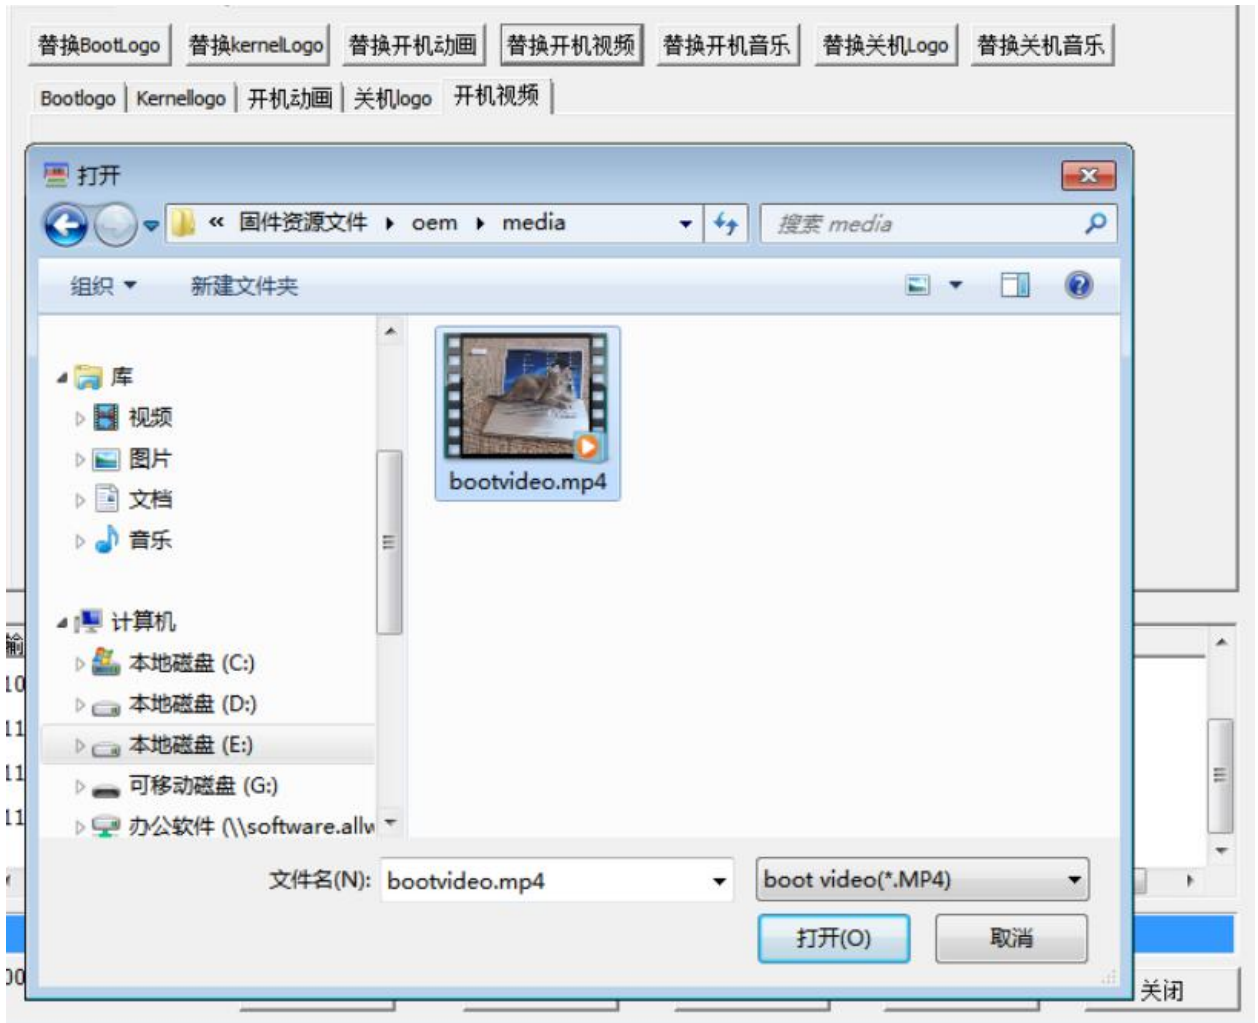 替换BootLogo 替换kernelLogo 替换开机动画 替换开机视频 替换开机音乐 替换关机Logo 替换关机音乐
Bootlogo Kernellogo 开机动画 关机logo 开机视频
打开
« 固件资源文件 oem media 搜索 media
组织 新建文件夹
库
视频
图片
文档
音乐
bootvideo.mp4
计算机
本地磁盘 (C:)
本地磁盘 (D:)
本地磁盘 (E:)
可移动磁盘 (G:)
办公软件 (\\software.allw
输
10
11
11
11
文件名(N): bootvideo.mp4 boot video(*.MP4)
打开(O) 取消
00
关闭